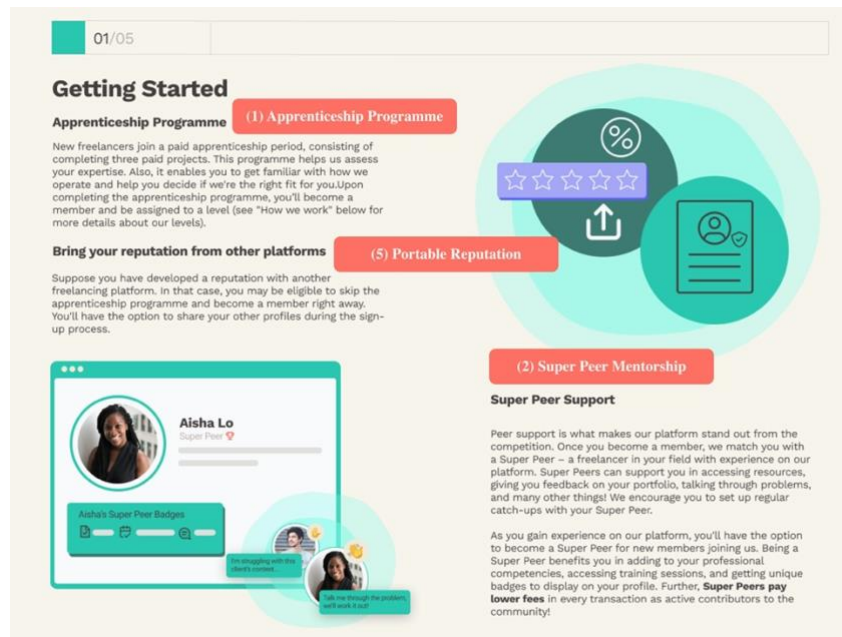 01/05
Getting Started
Apprenticeship Programme
(1) Apprenticeship Programme
New freelancers join a paid apprenticeship period, consisting of
completing three paid projects. This programme helps us assess
your expertise. Also, it enables you to get familiar with how we
operate and help you decide if we're the right fit for you.Upon
completing the apprenticeship programme, you'll become a
member and be assigned to a level (see "How we work" below for
more details about our levels).
Bring your reputation from other platforms
(5) Portable Reputation
Suppose you have developed a reputation with another
freelancing platform. In that case, you may be eligible to skip the
apprenticeship programme and become a member right away.
You'll have the option to share your other profiles during the sign-
up process.
Aisha Lo
Super Peer
Aisha's Super Peer Badges
I'm struggling with this
client's context...
Talk me through the problem,
we'll work it out!
(2) Super Peer Mentorship
Super Peer Support
Peer support is what makes our platform stand out from the
competition. Once you become a member, we match you with
a Super Peer – a freelancer in your field with experience on our
platform. Super Peers can support you in accessing resources,
giving you feedback on your portfolio, talking through problems,
and many other things! We encourage you to set up regular
catch-ups with your Super Peer.
As you gain experience on our platform, you'll have the option
to become a Super Peer for new members joining us. Being a
Super Peer benefits you in adding to your professional
competencies, accessing training sessions, and getting unique
badges to display on your profile. Further, Super Peers pay
lower fees in every transaction as active contributors to the
community!